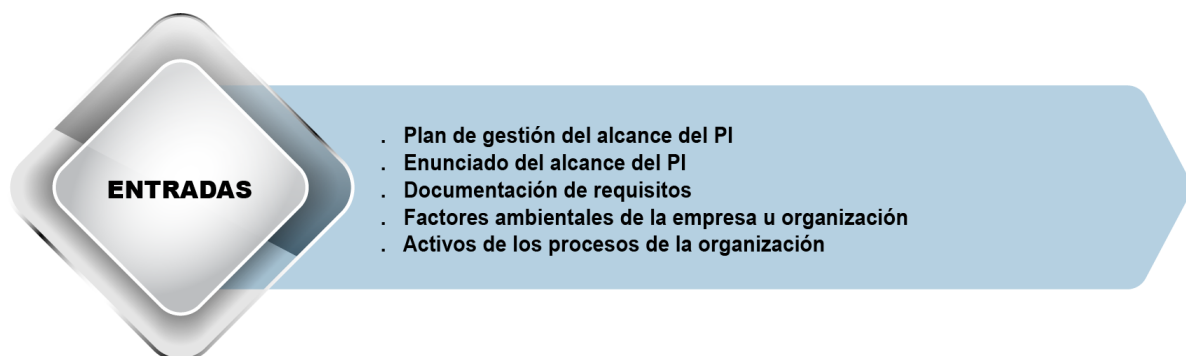 ENTRADAS
. Plan de gestión del alcance del PI
. Enunciado del alcance del PI
. Documentación de requisitos
. Factores ambientales de la empresa u organización
. Activos de los procesos de la organización